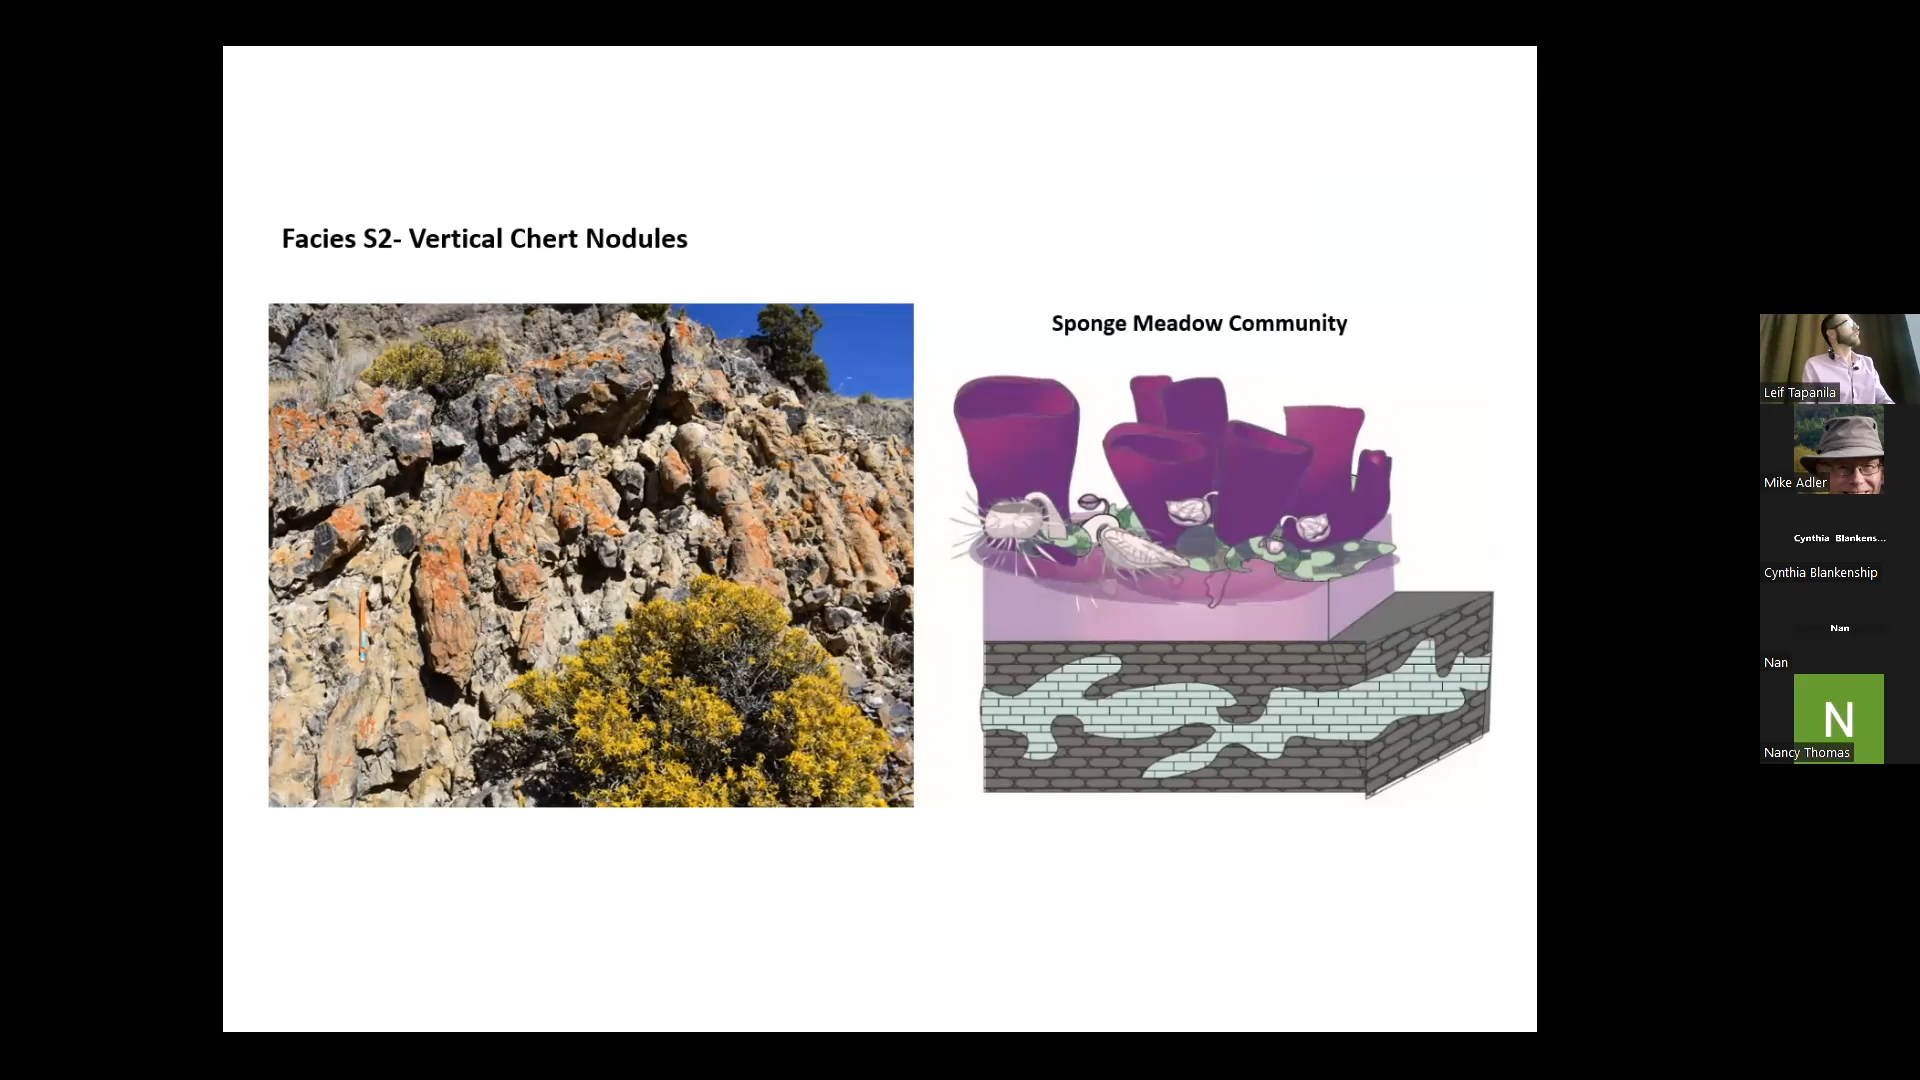 Facies S2- Vertical Chert Nodules
Sponge Meadow Community
Leif Tapanila
Mike Adler
Cynthia Blankens...
Cynthia Blankenship
Nan
Nan
N
Nancy Thomas